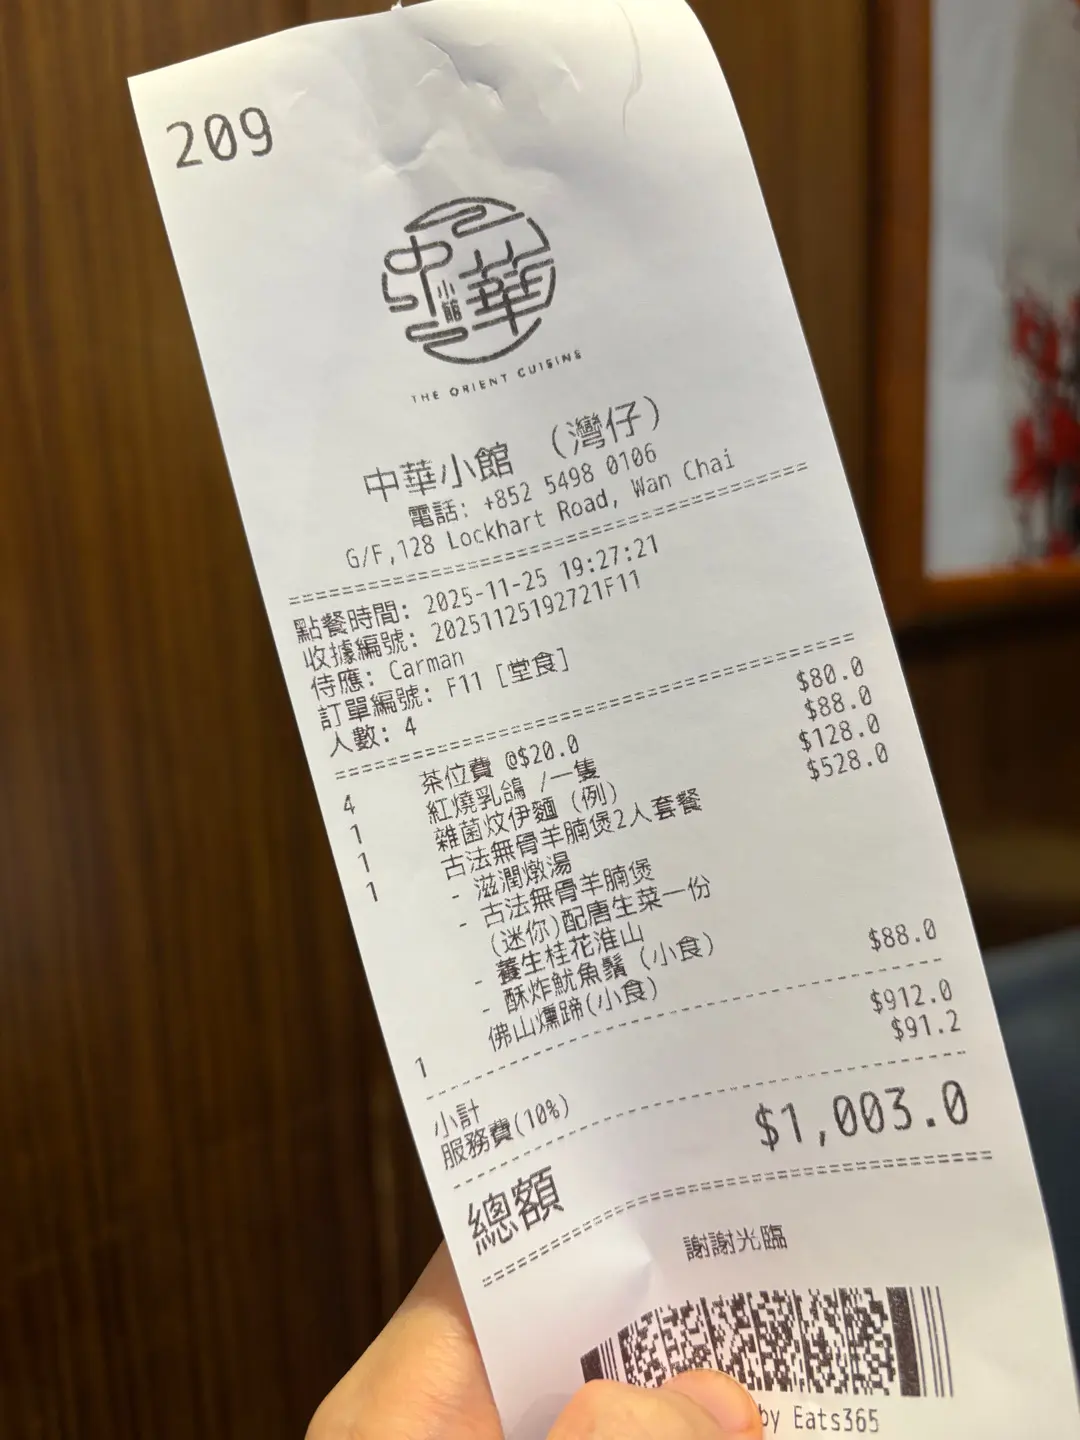 209
中華
小館
THE ORIENT CUISINE
中華小館 (灣仔)
電話: +852 5498 0106
G/F,128 Lockhart Road, Wan Chai
點餐時間: 2025-11-25 19:27:21
收據編號: 20251125192721F11
侍應: Carman
訂單編號: F11 [堂食]
人數: 4
4 茶位費 @$20.0 $80.0
1 紅燒乳鴿 /一隻 $88.0
1 雜菌炆伊麵 (例) $128.0
1 古法無骨羊腩煲2人套餐 $528.0
- 滋潤燉湯
- 古法無骨羊腩煲
(迷你)配唐生菜一份
- 養生桂花淮山
- 酥炸魷魚鬚 (小食)
1 佛山燻蹄(小食) $88.0
小計 $912.0
服務費(10%) $91.2
總額 $1,003.0
謝謝光臨
by Eats365